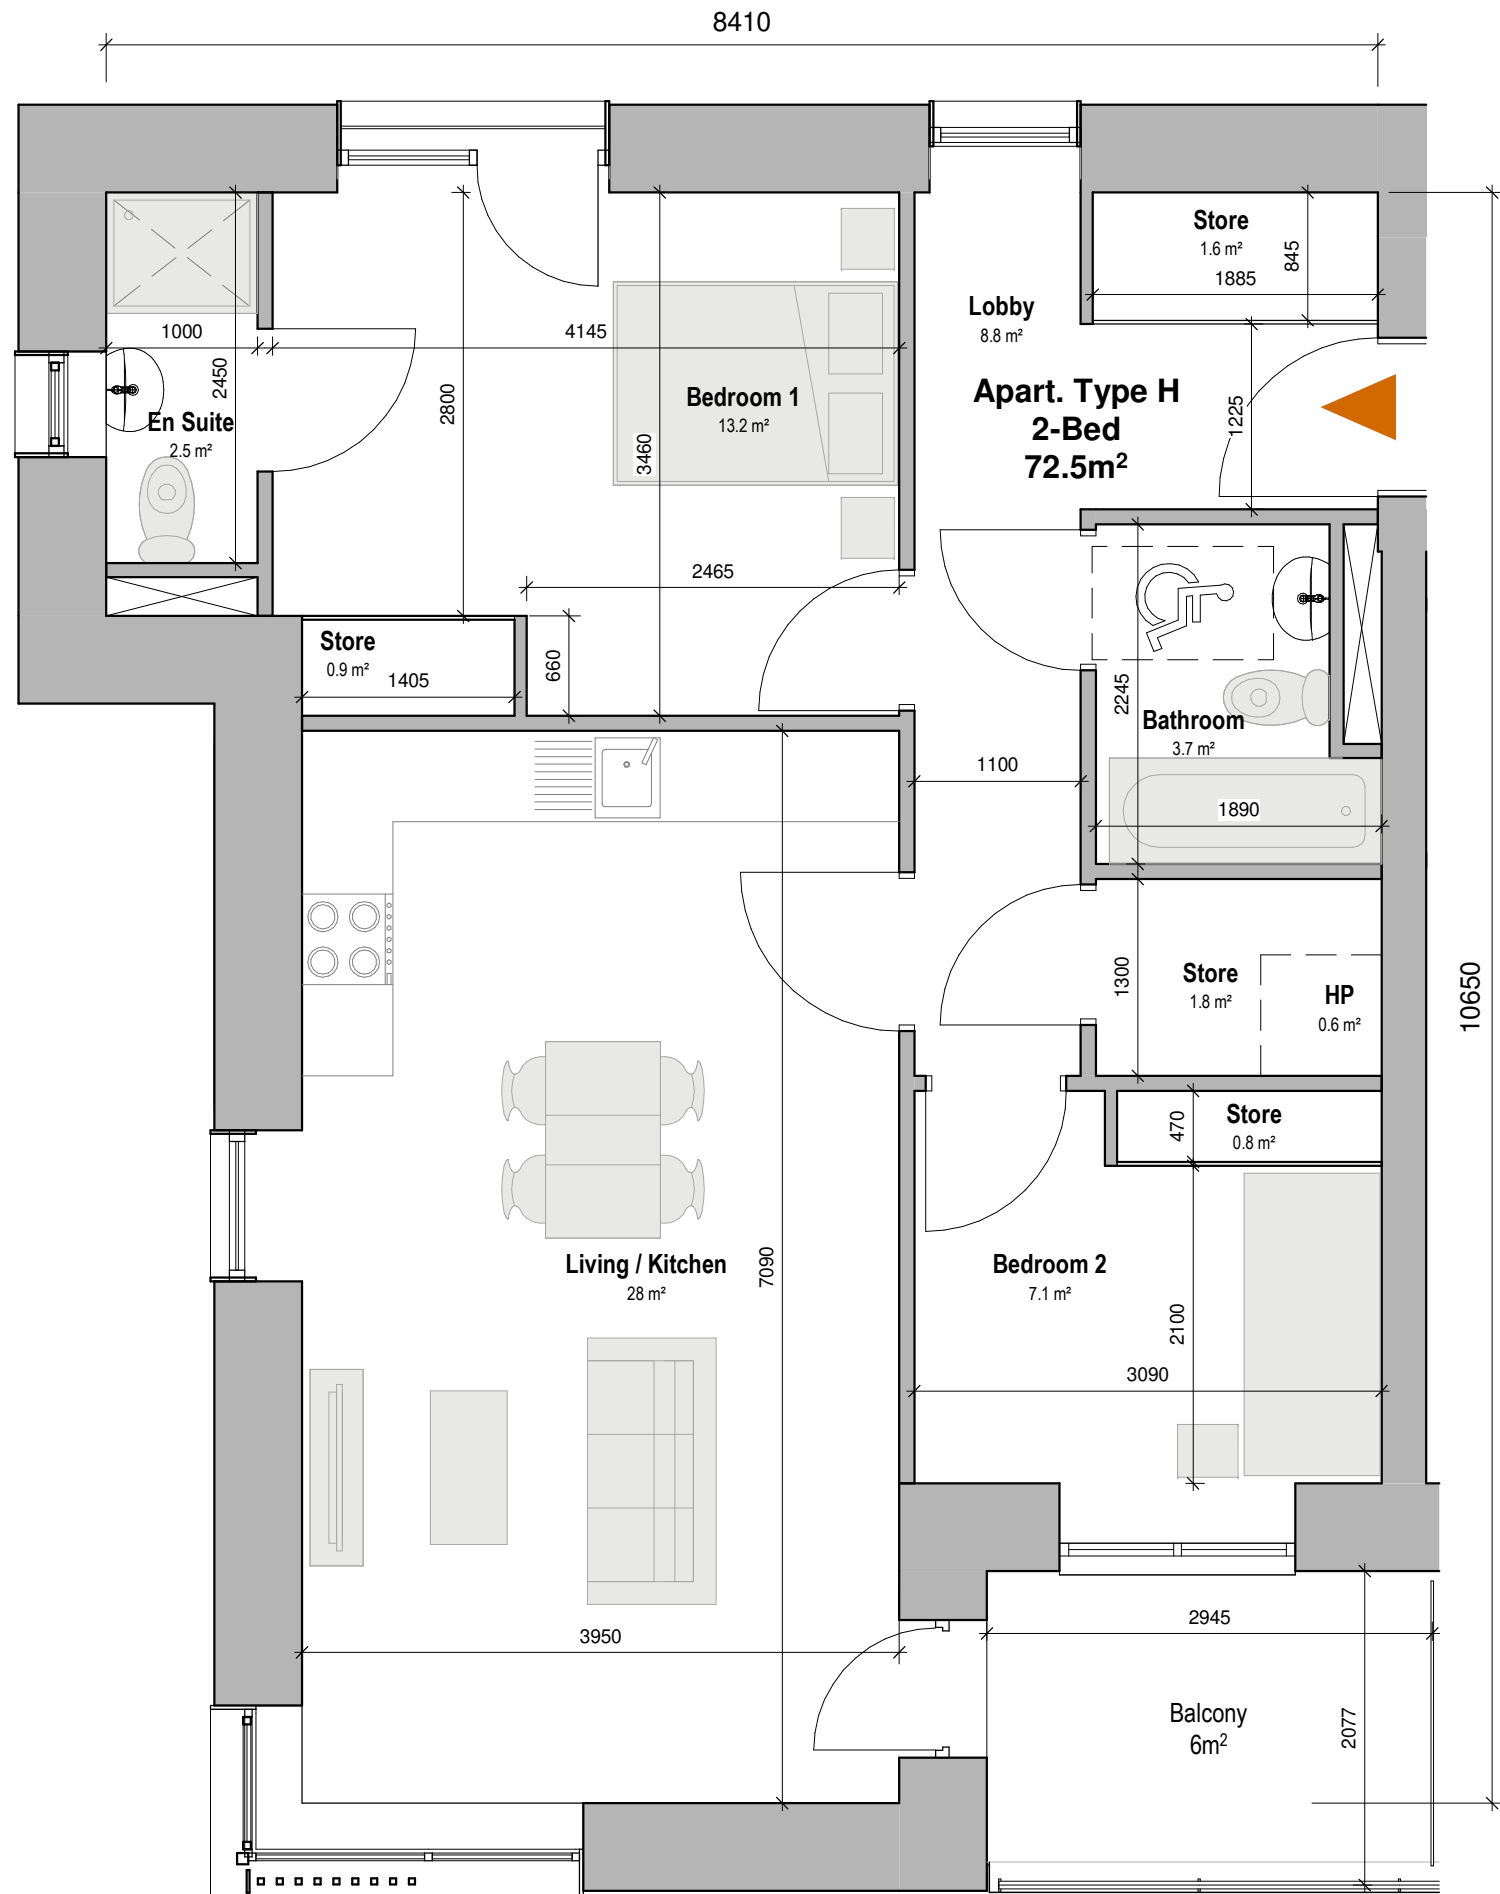 8410
Store
1.6 m²
845
1885
Lobby
8.8 m²
1000
4145
2450
2800
3460
En Suite
2.5 m²
Bedroom 1
13.2 m²
Apart. Type H
2-Bed
72.5m²
1225
2465
Store
0.9 m²
1405
660
2245
Bathroom
3.7 m²
1100
1890
1300
Store
1.8 m²
HP
0.6 m²
10650
470
Store
0.8 m²
Living / Kitchen
28 m²
7090
Bedroom 2
7.1 m²
2100
3090
3950
2945
Balcony
6m²
2077